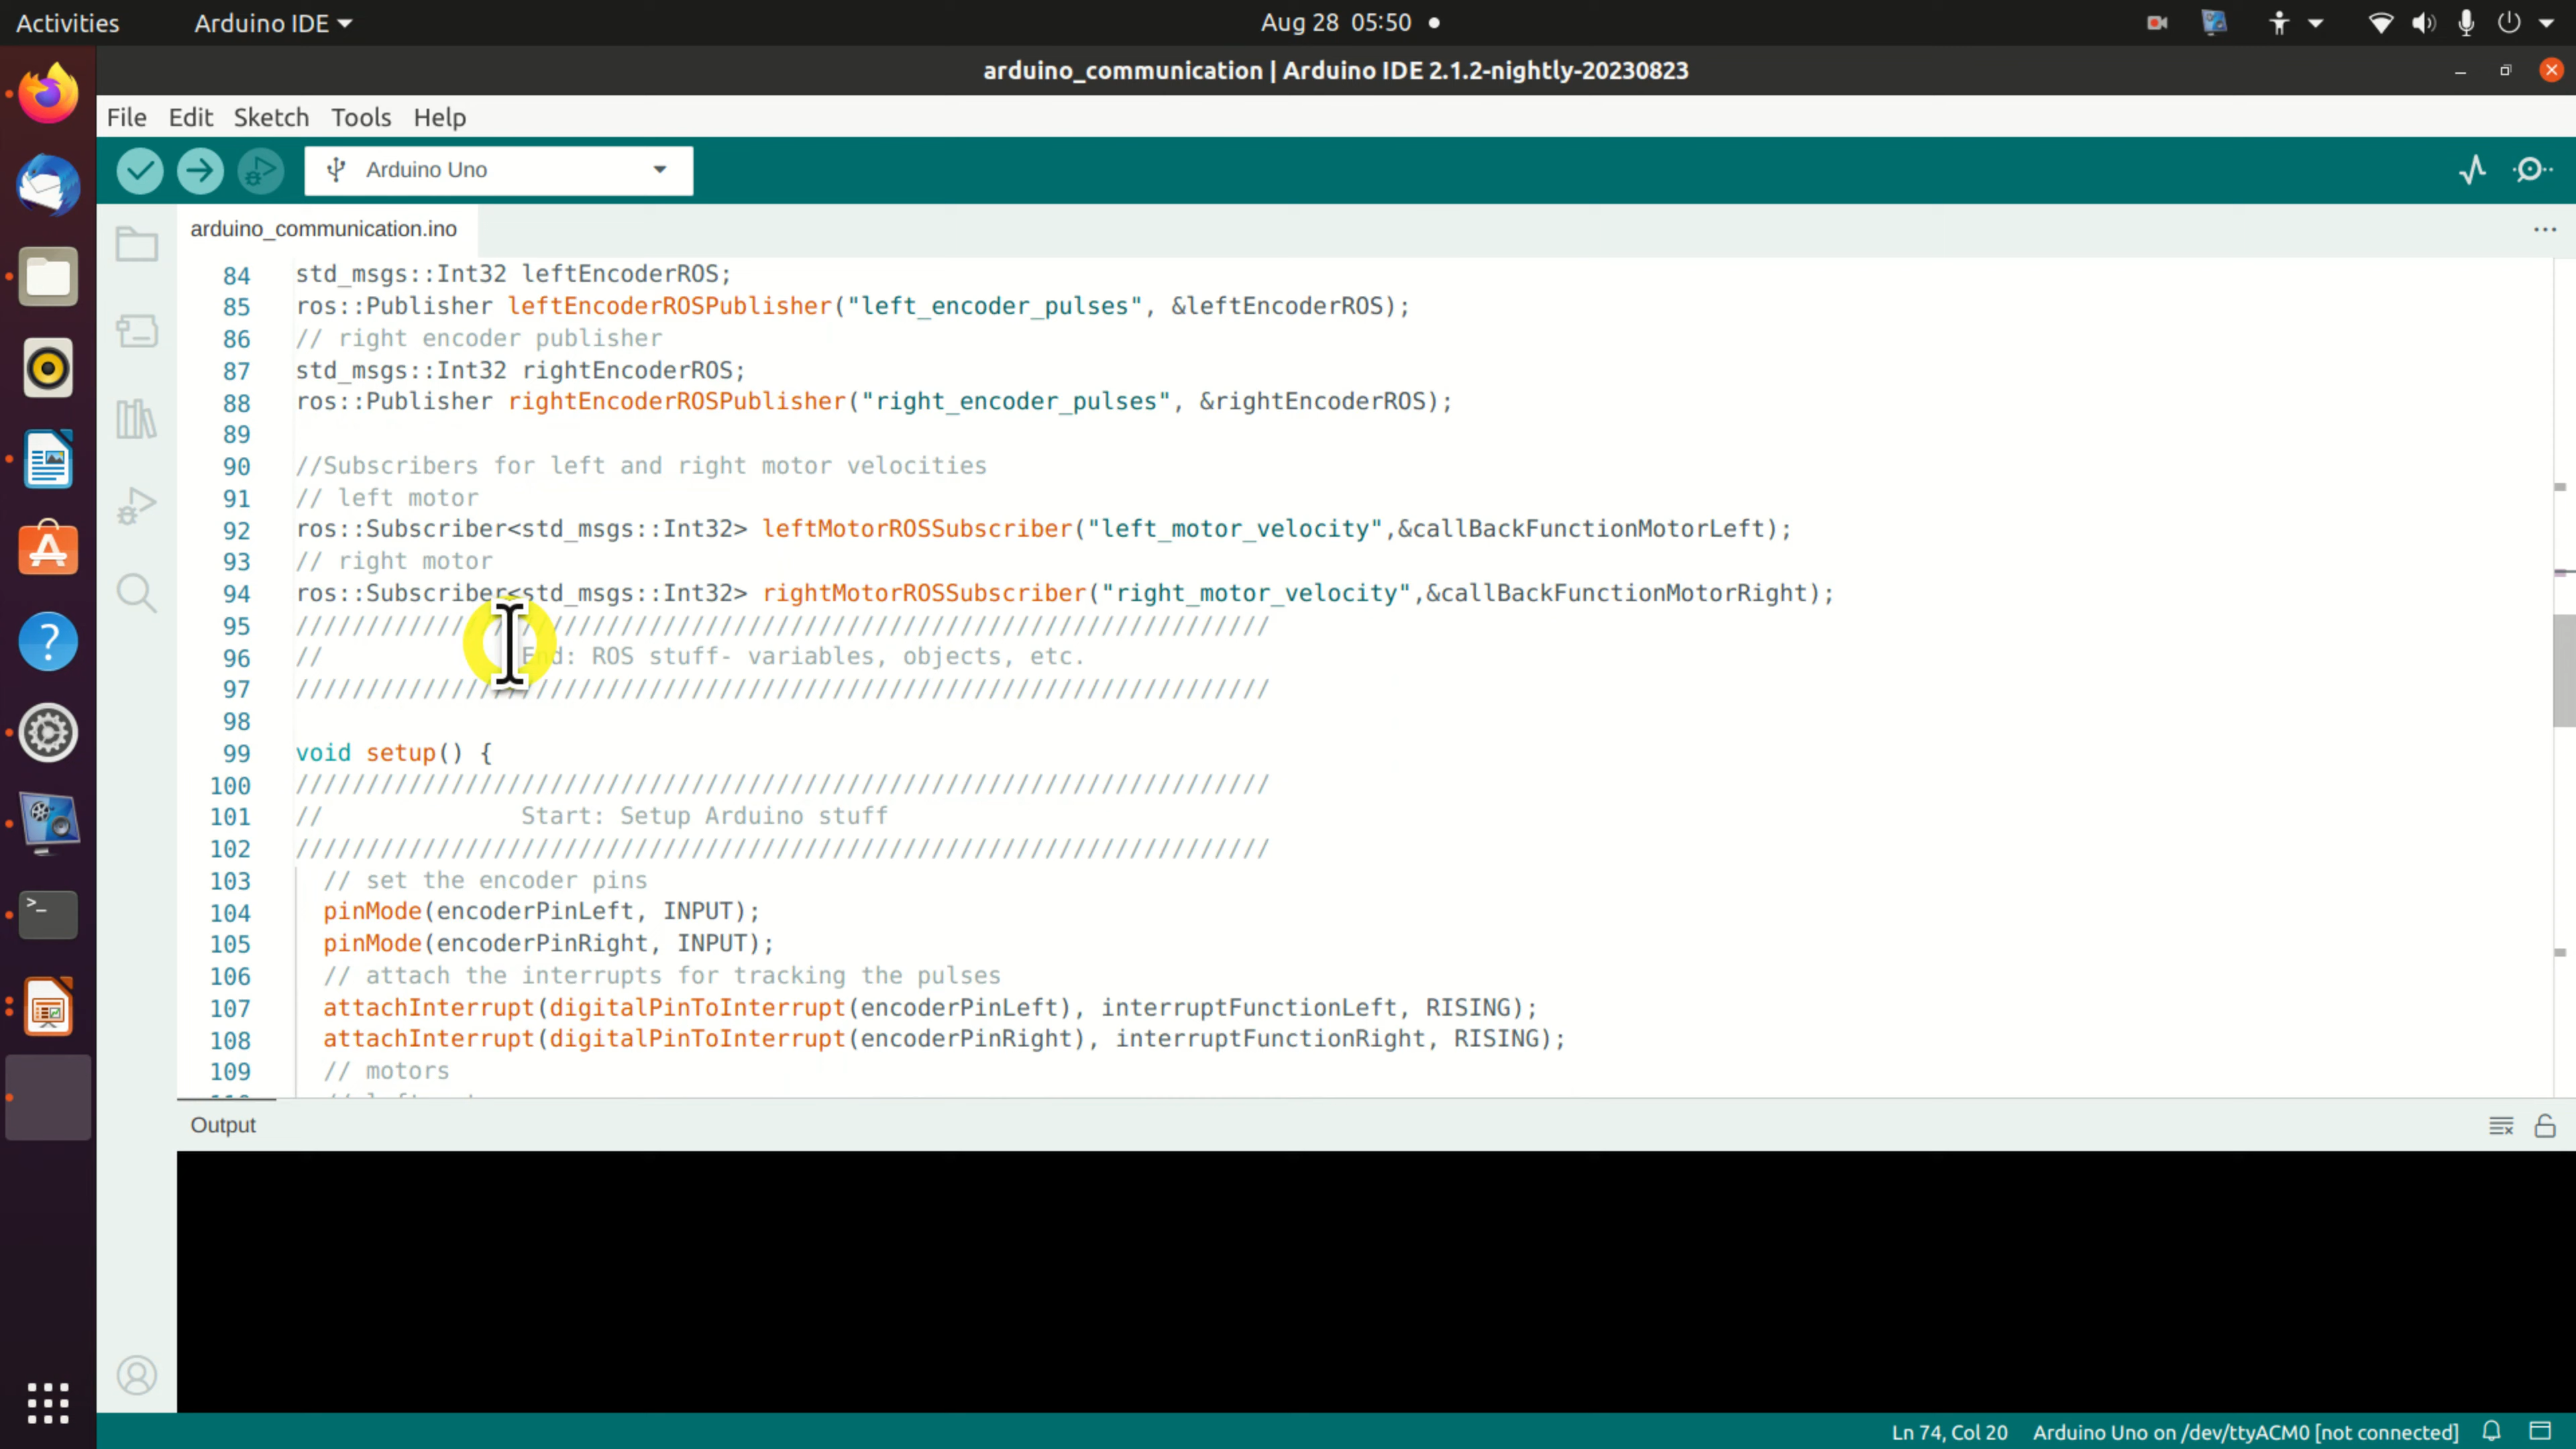 Activities Arduino IDE Aug 28 05:50
arduino_communication | Arduino IDE 2.1.2-nightly-20230823
File Edit Sketch Tools Help
Arduino Uno
arduino_communication.ino
84 std_msgs::Int32 leftEncoderROS;
85 ros::Publisher leftEncoderROSPublisher("left_encoder_pulses", &leftEncoderROS);
86 // right encoder publisher
87 std_msgs::Int32 rightEncoderROS;
88 ros::Publisher rightEncoderROSPublisher("right_encoder_pulses", &rightEncoderROS);
89
90 //Subscribers for left and right motor velocities
91 // left motor
92 ros::Subscriber<std_msgs::Int32> leftMotorROSSubscriber("left_motor_velocity",&callBackFunctionMotorLeft);
93 // right motor
94 ros::Subscriber<std_msgs::Int32> rightMotorROSSubscriber("right_motor_velocity",&callBackFunctionMotorRight);
95 /////////////////////////////////////////////////////////////////////
96 // End: ROS stuff- variables, objects, etc.
97 /////////////////////////////////////////////////////////////////////
98
99 void setup() {
100 /////////////////////////////////////////////////////////////////////
101 // Start: Setup Arduino stuff
102 /////////////////////////////////////////////////////////////////////
103 // set the encoder pins
104 pinMode(encoderPinLeft, INPUT);
105 pinMode(encoderPinRight, INPUT);
106 // attach the interrupts for tracking the pulses
107 attachInterrupt(digitalPinToInterrupt(encoderPinLeft), interruptFunctionLeft, RISING);
108 attachInterrupt(digitalPinToInterrupt(encoderPinRight), interruptFunctionRight, RISING);
109 // motors
Output
Ln 74, Col 20 Arduino Uno on /dev/ttyACM0 [not connected]